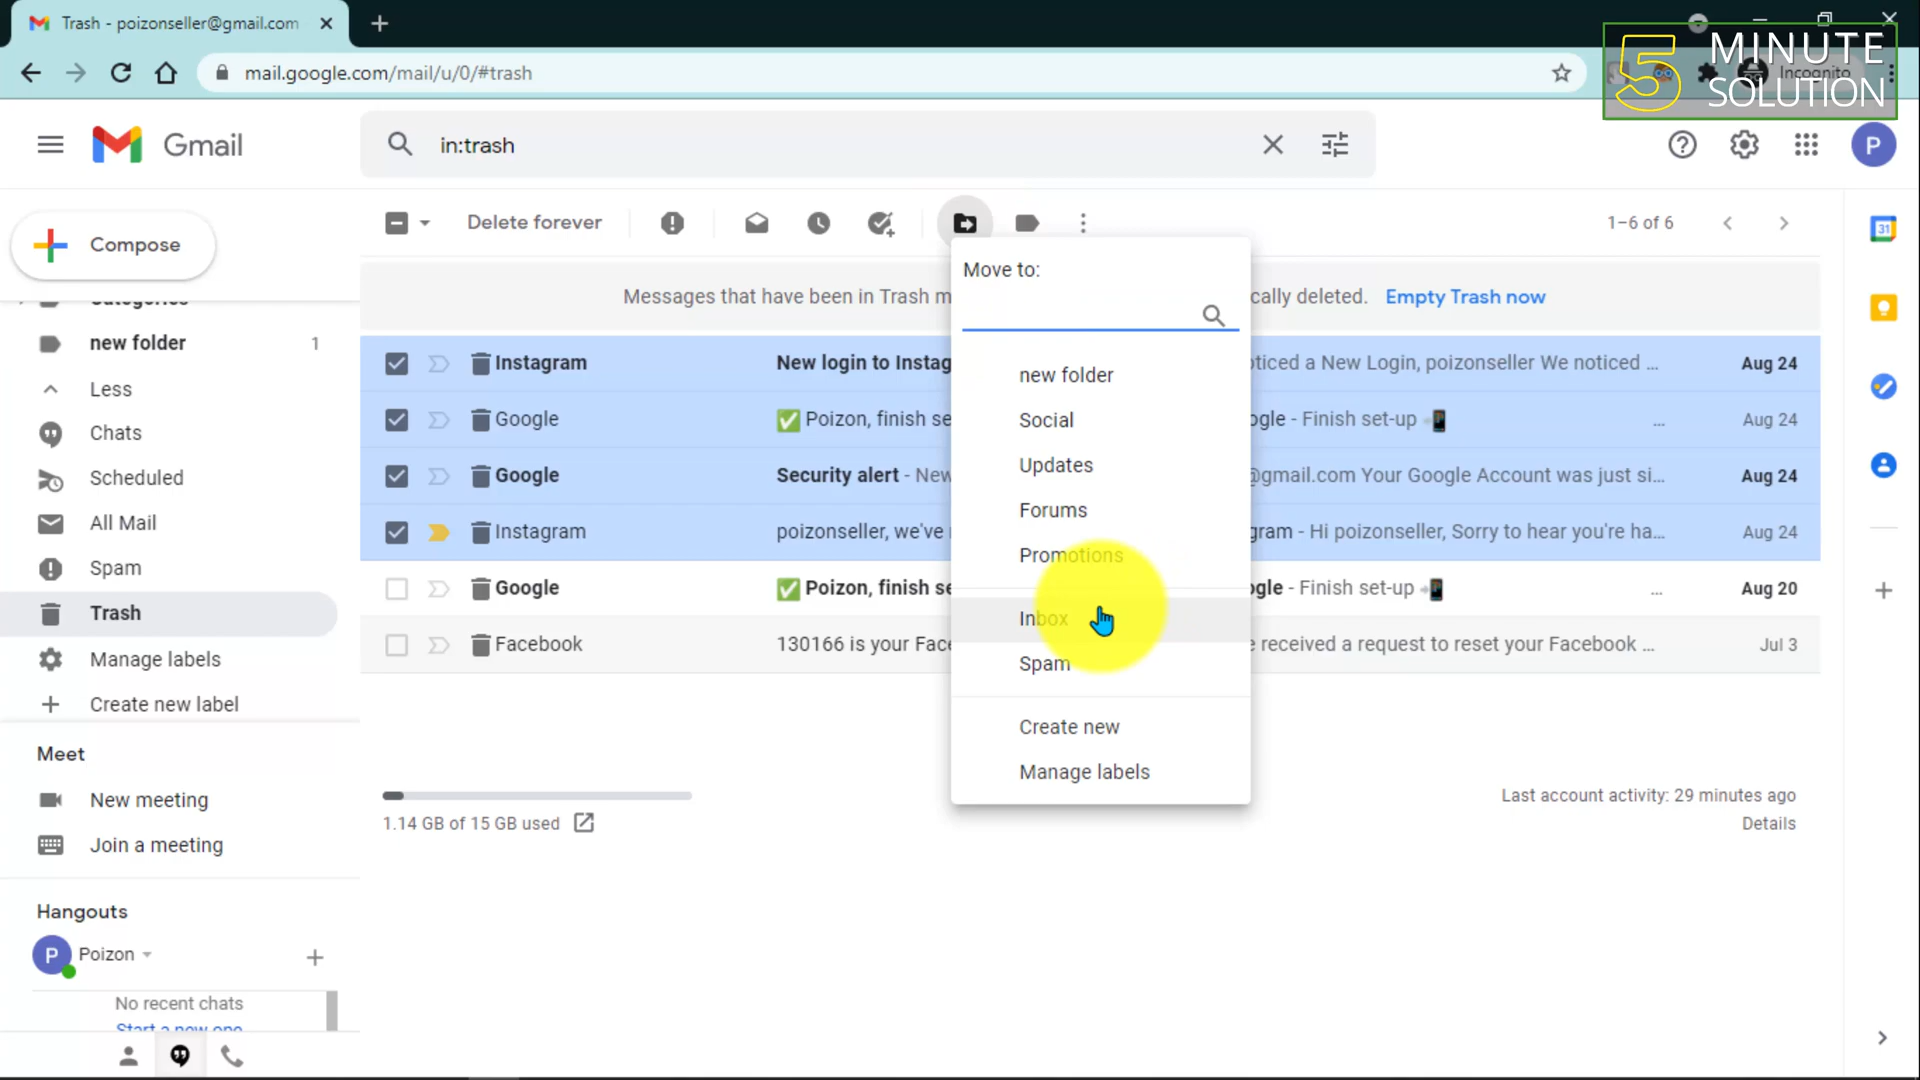 Trash - poizonseller@gmail.com
mail.google.com/mail/u/0/#trash
Incognito
5 MINUTE
SOLUTION
Gmail
in:trash
P
Compose
Delete forever
1–6 of 6
31
Move to:
Messages that have been in Trash
cally deleted. Empty Trash now
Categories
new folder 1
Less
Chats
Scheduled
All Mail
Spam
Trash
Manage labels
Create new label
Instagram New login to Instag oticed a New Login, poizonseller We noticed ... Aug 24
Google ✅ Poizon, finish se ogle - Finish set-up 📲 ... Aug 24
Google Security alert - New @gmail.com Your Google Account was just si... Aug 24
Instagram poizonseller, we've gram - Hi poizonseller, Sorry to hear you're ha... Aug 24
Google ✅ Poizon, finish se gle - Finish set-up 📲 ... Aug 20
Facebook 130166 is your Face e received a request to reset your Facebook ... Jul 3
new folder
Social
Updates
Forums
Promotions
Inbox
Spam
Create new
Manage labels
Meet
New meeting
Join a meeting
1.14 GB of 15 GB used
Last account activity: 29 minutes ago
Details
Hangouts
P Poizon
No recent chats
Start a new one